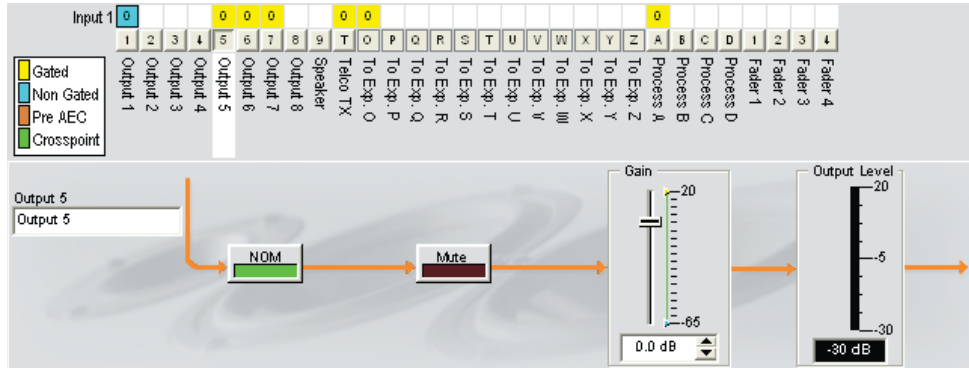 Input 1 0 0 0 0 0 0 0
1 2 3 4 5 6 7 8 9 T O P Q R S T U V W X Y Z A B C D 1 2 3 4
Output 1
Output 2
Output 3
Output 4
Output 5
Output 6
Output 7
Output 8
Speaker
Telco TX
To Exp. O
To Exp. P
To Exp. Q
To Exp. R
To Exp. S
To Exp. T
To Exp. U
To Exp. V
To Exp. W
To Exp. X
To Exp. Y
To Exp. Z
Process A
Process B
Process C
Process D
Fader 1
Fader 2
Fader 3
Fader 4
Gated
Non Gated
Pre AEC
Crosspoint
Output 5
Output 5
NOM
Mute
Gain
20
-65
0.0 dB
Output Level
20
-5
-30
-30 dB